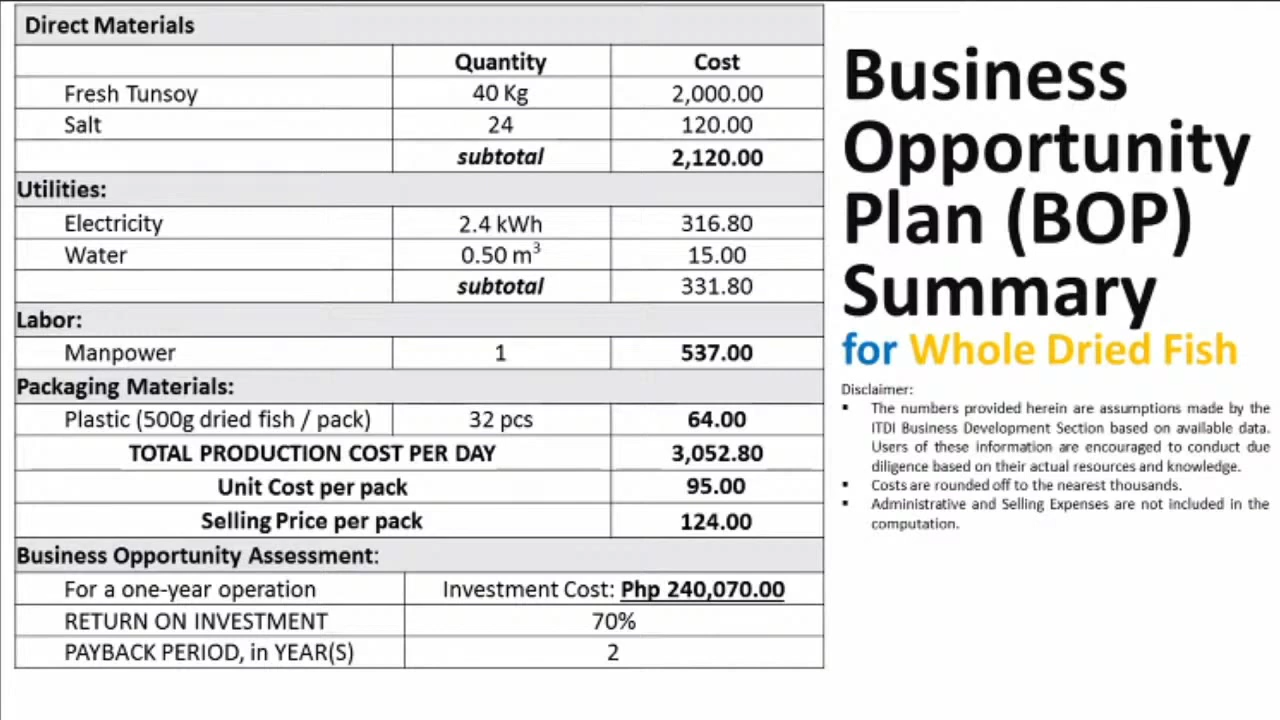 Direct Materials
Quantity Cost
Fresh Tunsoy 40 Kg 2,000.00
Salt 24 120.00
subtotal 2,120.00
Utilities:
Electricity 2.4 kWh 316.80
Water 0.50 m³ 15.00
subtotal 331.80
Labor:
Manpower 1 537.00
Packaging Materials:
Plastic (500g dried fish / pack) 32 pcs 64.00
TOTAL PRODUCTION COST PER DAY 3,052.80
Unit Cost per pack 95.00
Selling Price per pack 124.00
Business Opportunity Assessment:
For a one-year operation Investment Cost: Php 240,070.00
RETURN ON INVESTMENT 70%
PAYBACK PERIOD, in YEAR(S) 2
Business
Opportunity
Plan (BOP)
Summary
for Whole Dried Fish
Disclaimer:
▪ The numbers provided herein are assumptions made by the
ITDI Business Development Section based on available data.
Users of these information are encouraged to conduct due
diligence based on their actual resources and knowledge.
▪ Costs are rounded off to the nearest thousands.
▪ Administrative and Selling Expenses are not included in the
computation.